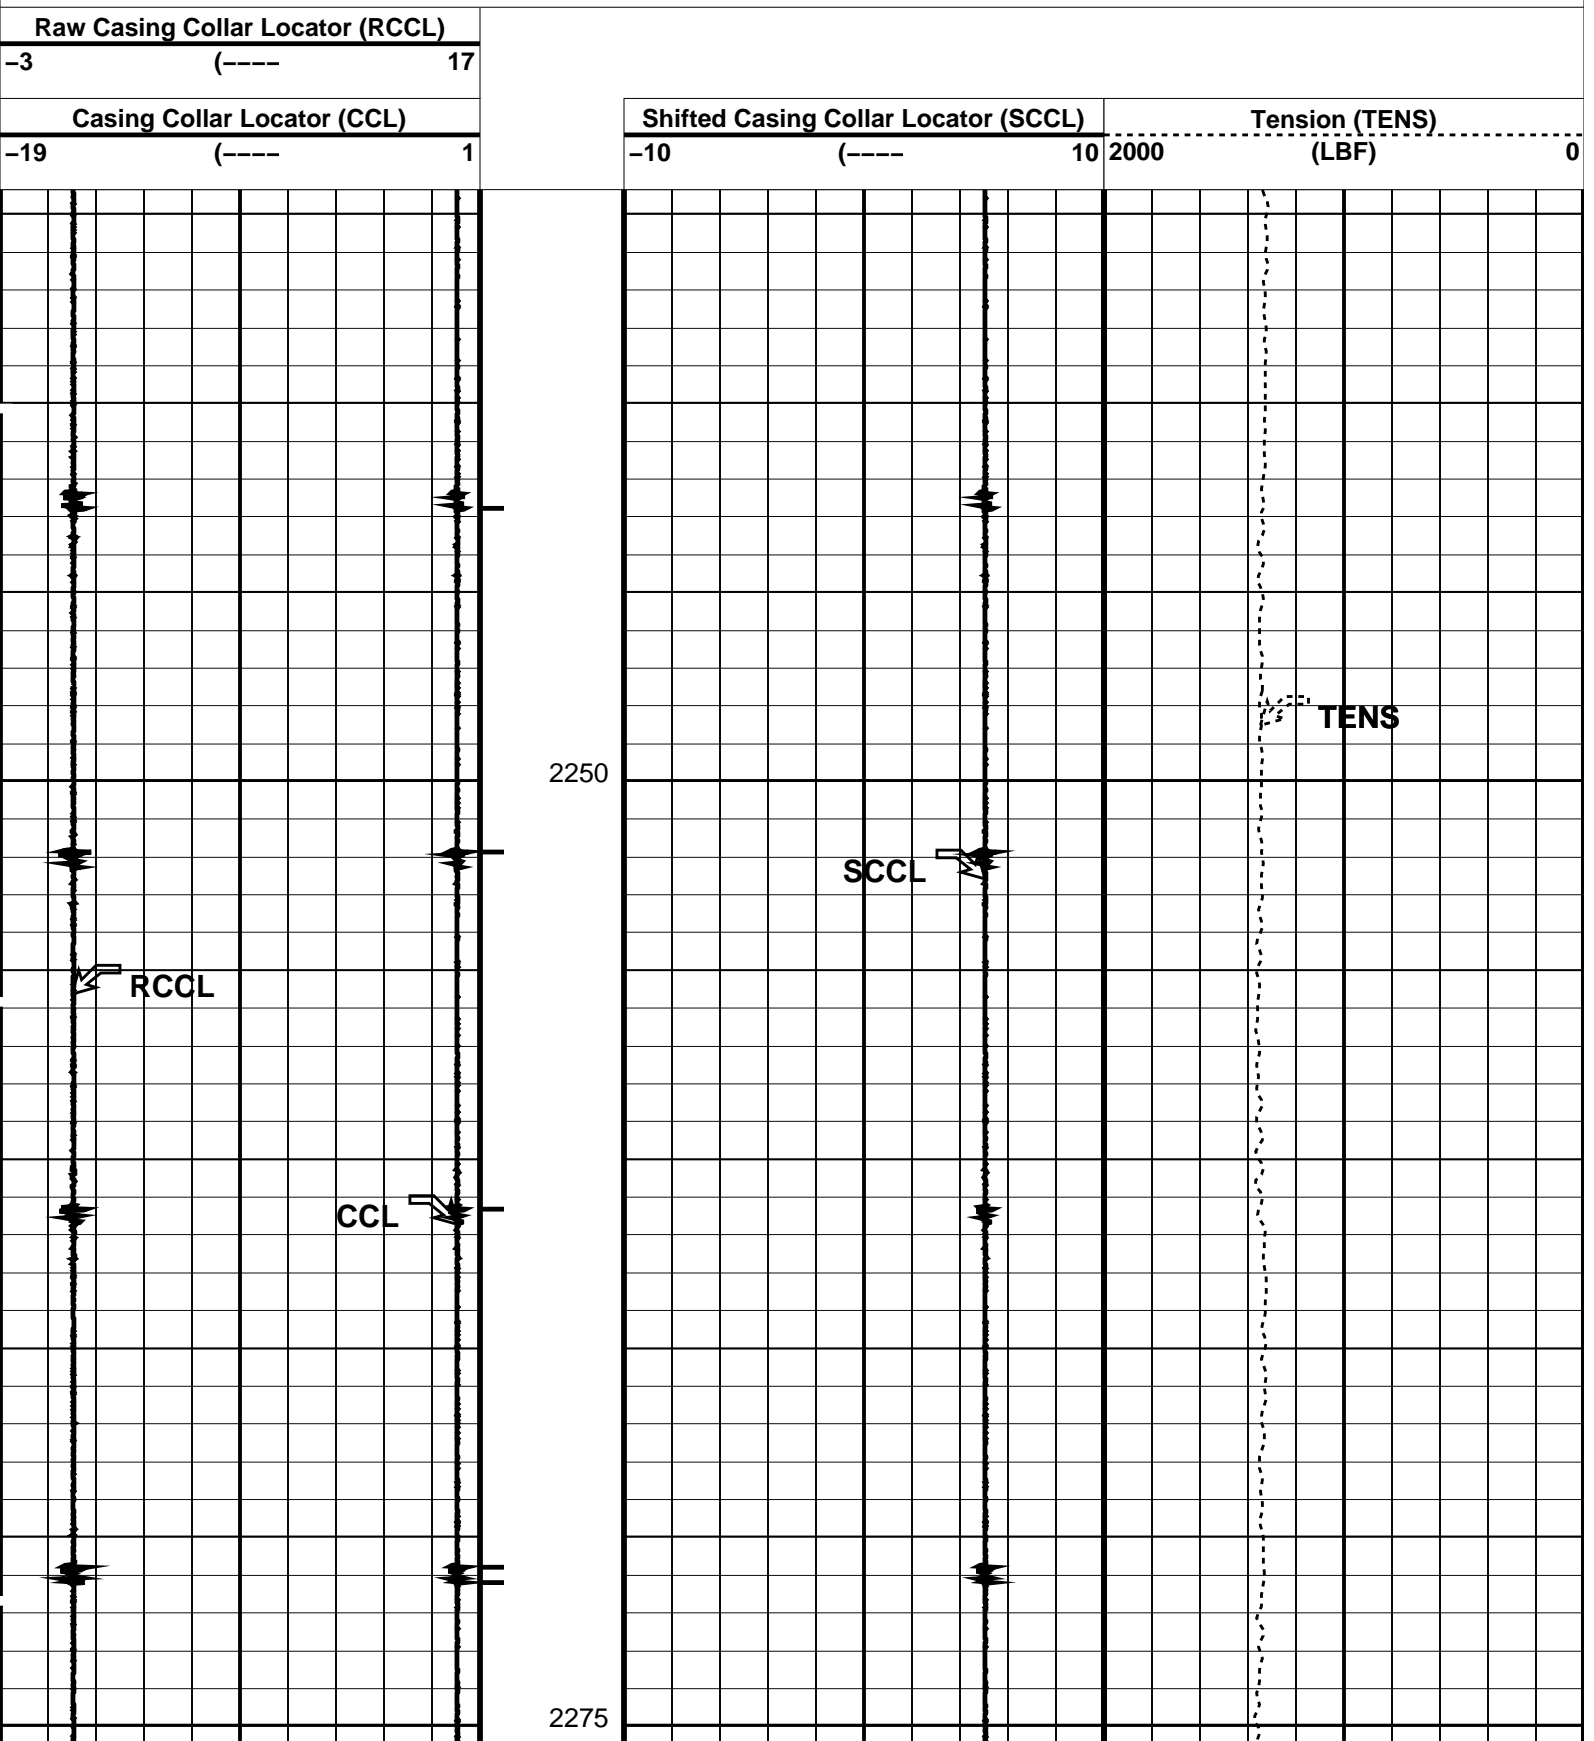 Raw Casing Collar Locator (RCCL)
–3 (–––– 17
Casing Collar Locator (CCL) Shifted Casing Collar Locator (SCCL) Tension (TENS)
–19 (–––– 1 –10 (–––– 10 2000 (LBF) 0
TENS
2250
SCCL
RCCL
CCL
2275